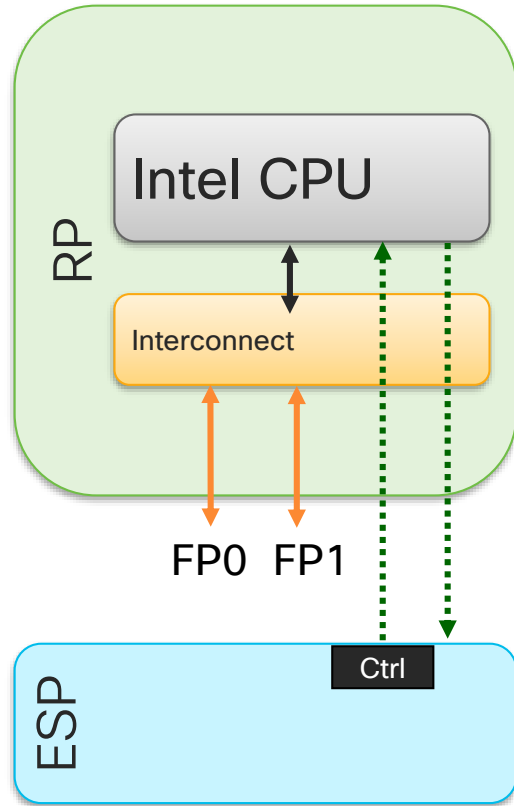 Intel CPU
RP
Interconnect
FP0 FP1
Ctrl
ESP